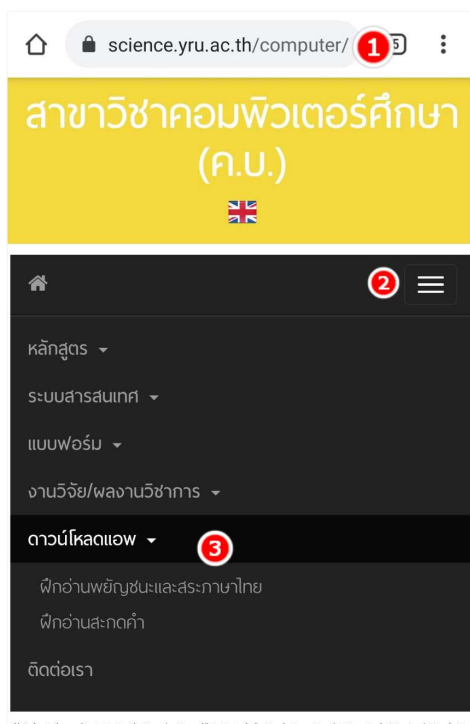 science.yru.ac.th/computer/ 1 5
สาขาวิชาคอมพิวเตอร์ศึกษา
(ค.บ.)
2
หลักสูตร
ระบบสารสนเทศ
แบบฟอร์ม
งานวิจัย/ผลงานวิชาการ
ดาวน์โหลดแอพ 3
ฝึกอ่านพยัญชนะและสระภาษาไทย
ฝึกอ่านสะกดคำ
ติดต่อเรา